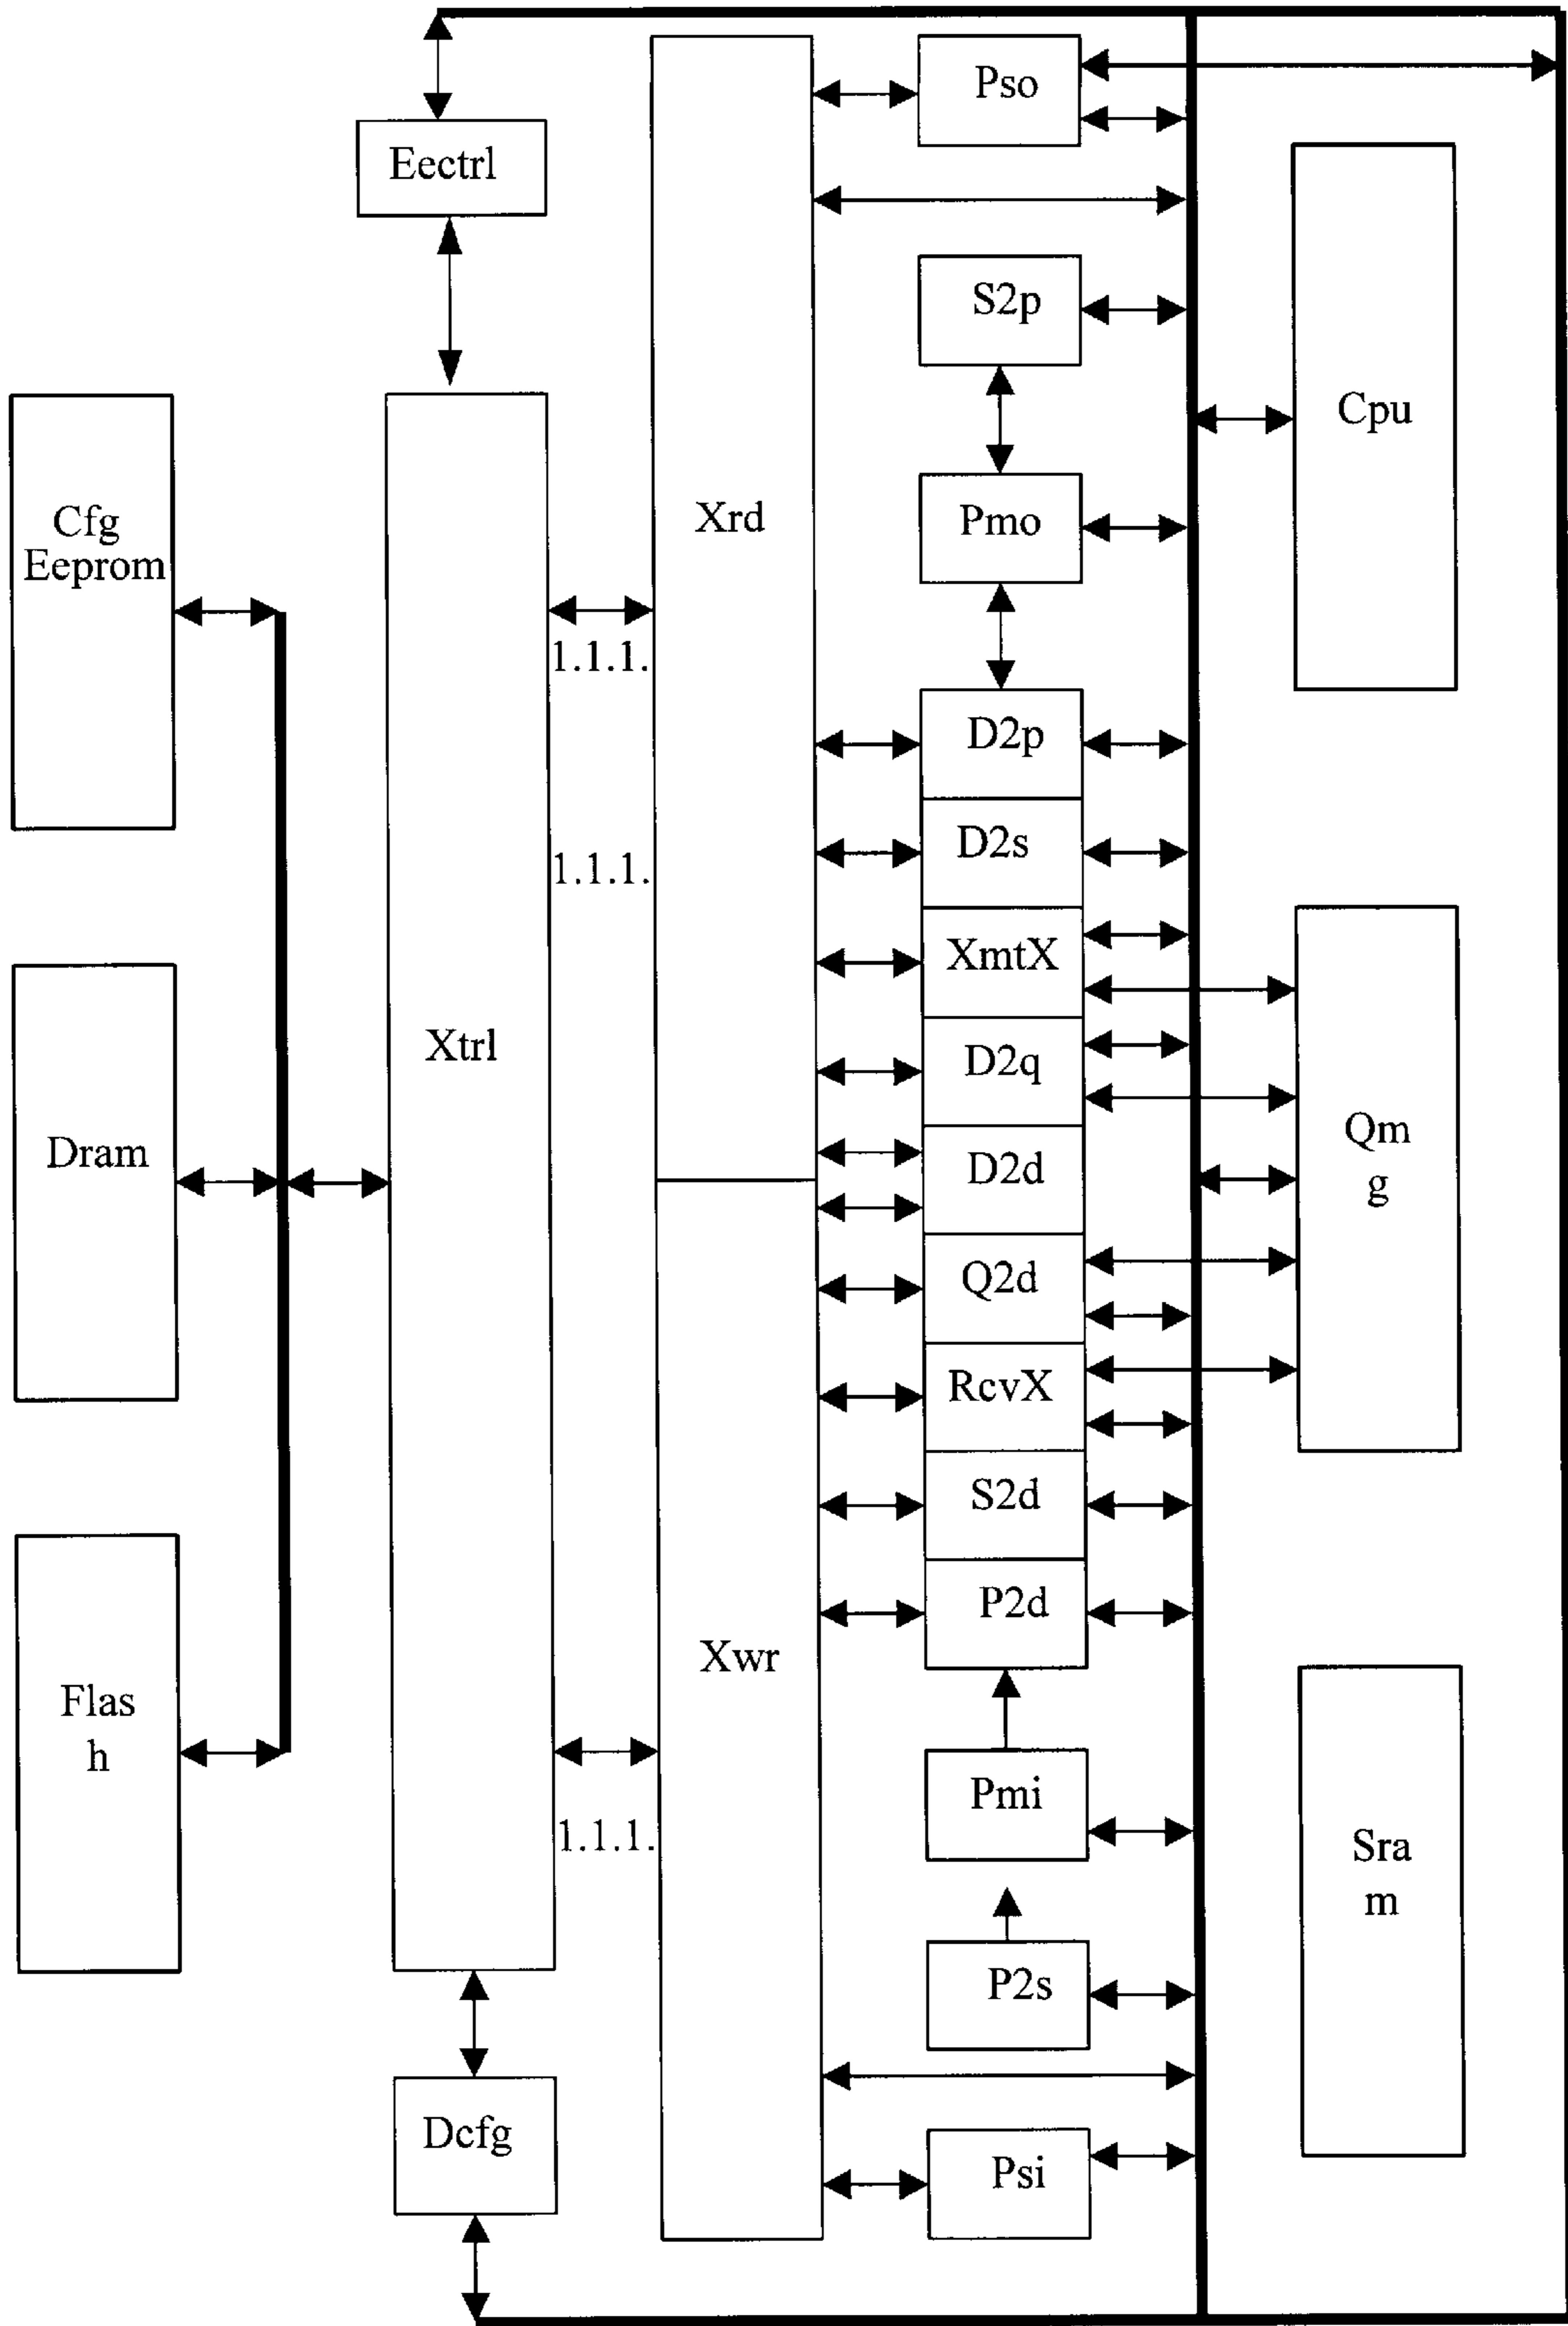 Pso
Eectrl
S2p
Cpu
Cfg
Eeprom
Xrd
Pmo
1.1.1.
D2p
D2s
1.1.1.
XmtX
Xtrl
D2q
Dram
Qm
g
D2d
Q2d
RcvX
S2d
P2d
Xwr
Flas
h
Pmi
1.1.1.
Sra
m
P2s
Dcfg
Psi